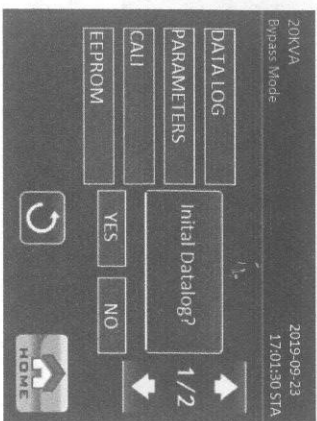 20KVA
2019-09-23
Bypass Mode
17:01:30 STA
DATA LOG
Inital Datalog?
1/2
PARAMETERS
CALI
YES
NO
EEPROM
HOME